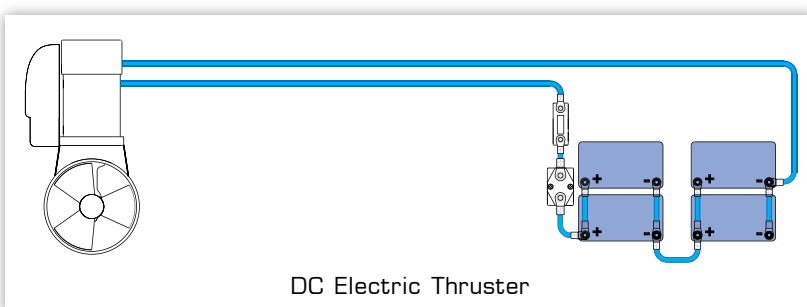 + - + -
+ - + -
DC Electric Thruster